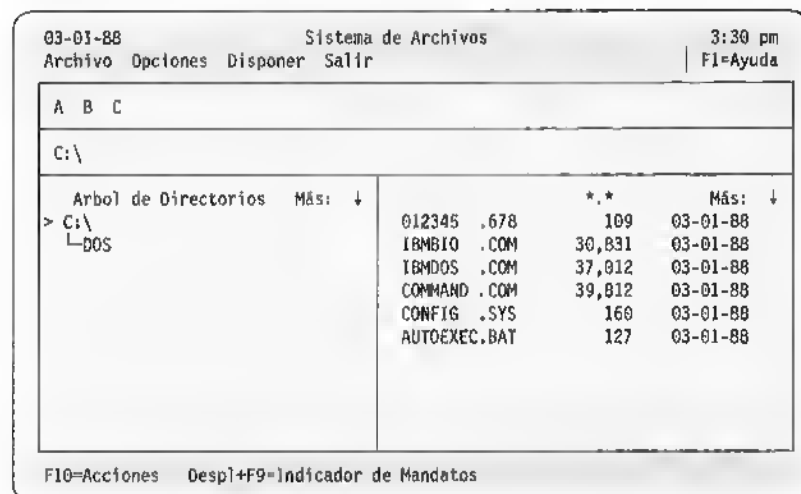 03-01-88 Sistema de Archivos 3:30 pm
Archivo Opciones Disponer Salir | F1=Ayuda
A B C
C:\
Arbol de Directorios Más: ↓
> C:\
└─DOS
*.* Más: ↓
012345 .678 109 03-01-88
IBMBIO .COM 30,831 03-01-88
IBMDOS .COM 37,012 03-01-88
COMMAND .COM 39,812 03-01-88
CONFIG .SYS 160 03-01-88
AUTOEXEC.BAT 127 03-01-88
F10=Acciones Despl+F9=Indicador de Mandatos